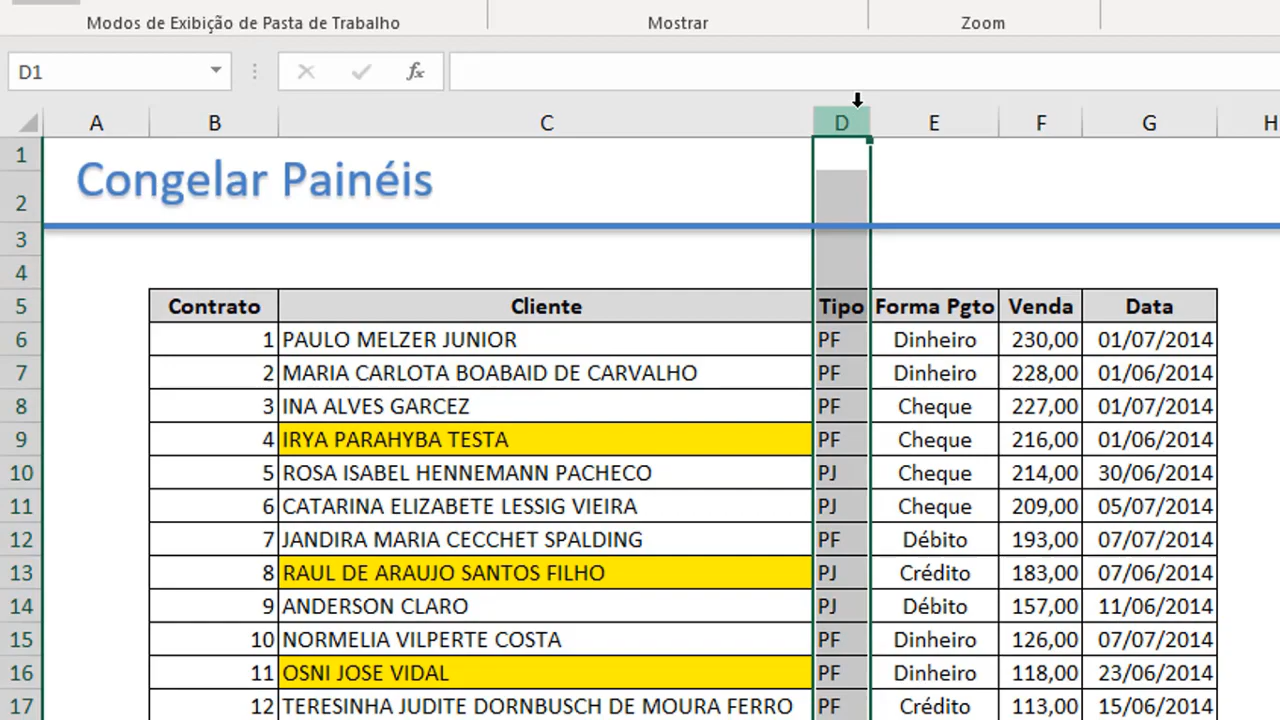 Modos de Exibição de Pasta de Trabalho Mostrar Zoom
D1 fx
A B C D E F G H
1
Congelar Painéis
2
3
4
5 Contrato Cliente Tipo Forma Pgto Venda Data
6 1 PAULO MELZER JUNIOR PF Dinheiro 230,00 01/07/2014
7 2 MARIA CARLOTA BOABAID DE CARVALHO PF Dinheiro 228,00 01/06/2014
8 3 INA ALVES GARCEZ PF Cheque 227,00 01/07/2014
9 4 IRYA PARAHYBA TESTA PF Cheque 216,00 01/06/2014
10 5 ROSA ISABEL HENNEMANN PACHECO PJ Cheque 214,00 30/06/2014
11 6 CATARINA ELIZABETE LESSIG VIEIRA PJ Cheque 209,00 05/07/2014
12 7 JANDIRA MARIA CECCHET SPALDING PF Débito 193,00 07/07/2014
13 8 RAUL DE ARAUJO SANTOS FILHO PJ Crédito 183,00 07/06/2014
14 9 ANDERSON CLARO PJ Débito 157,00 11/06/2014
15 10 NORMELIA VILPERTE COSTA PF Dinheiro 126,00 07/07/2014
16 11 OSNI JOSE VIDAL PF Dinheiro 118,00 23/06/2014
17 12 TERESINHA JUDITE DORNBUSCH DE MOURA FERRO PF Crédito 113,00 15/06/2014